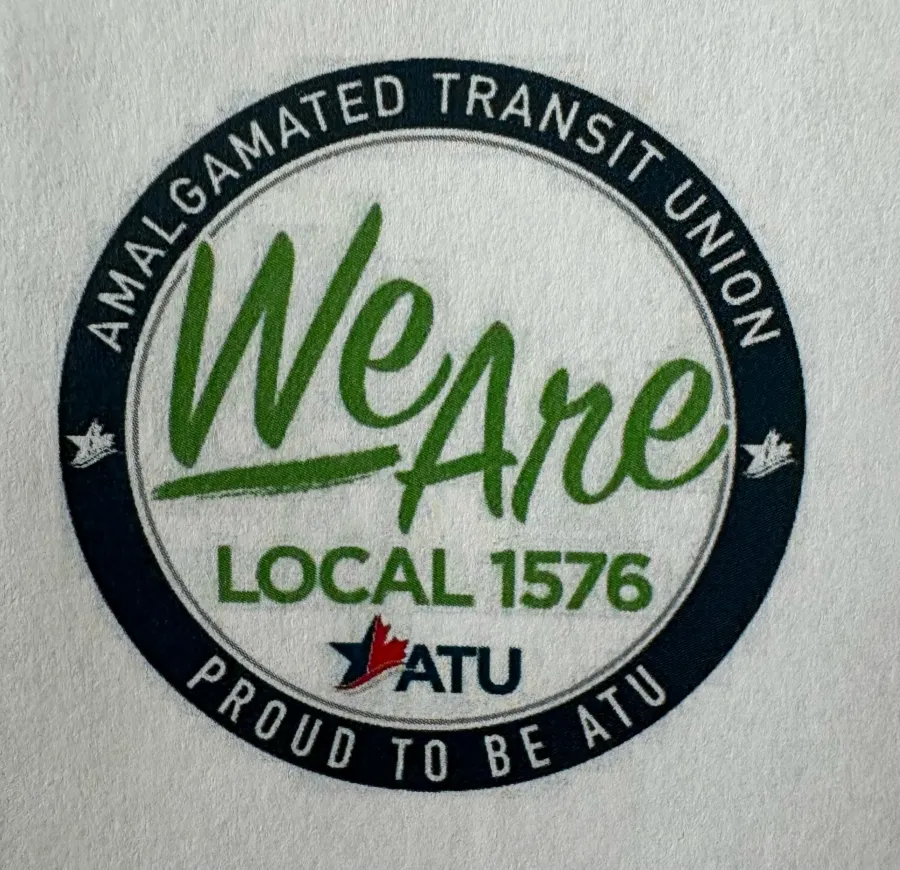 AMALGAMATED TRANSIT UNION
We Are
LOCAL 1576
ATU
PROUD TO BE ATU